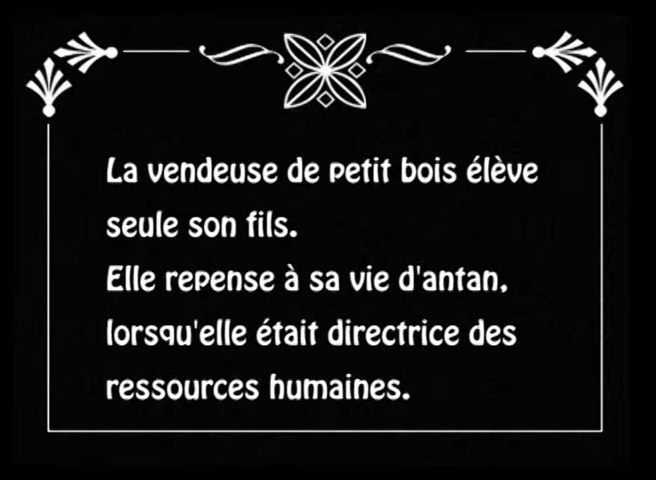 La vendeuse de petit bois élève
seule son fils.
Elle repense à sa vie d'antan,
lorsqu'elle était directrice des
ressources humaines.